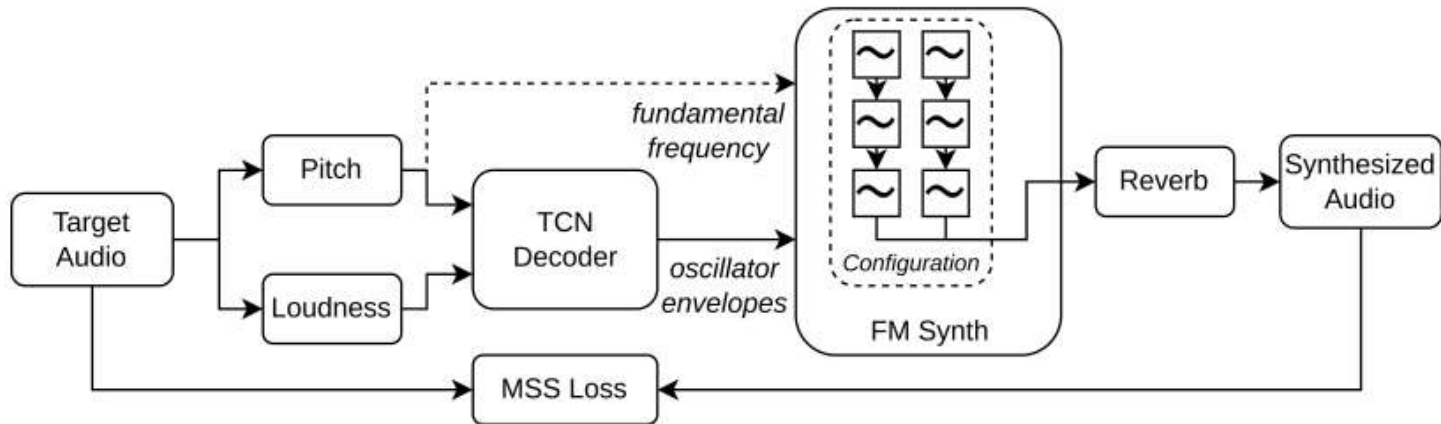 Target
Audio
Pitch
Loudness
TCN
Decoder
fundamental
frequency
oscillator
envelopes
Configuration
FM Synth
Reverb
Synthesized
Audio
MSS Loss